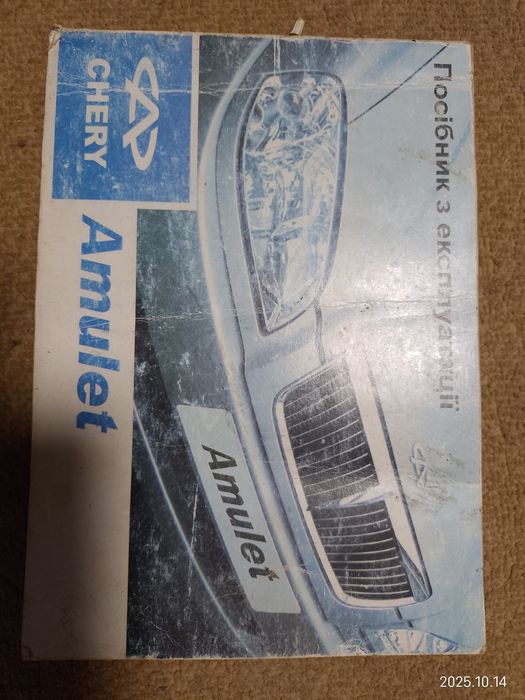 Посібник з експлуатації
CHERY
Amulet
Amulet
2025.10.14